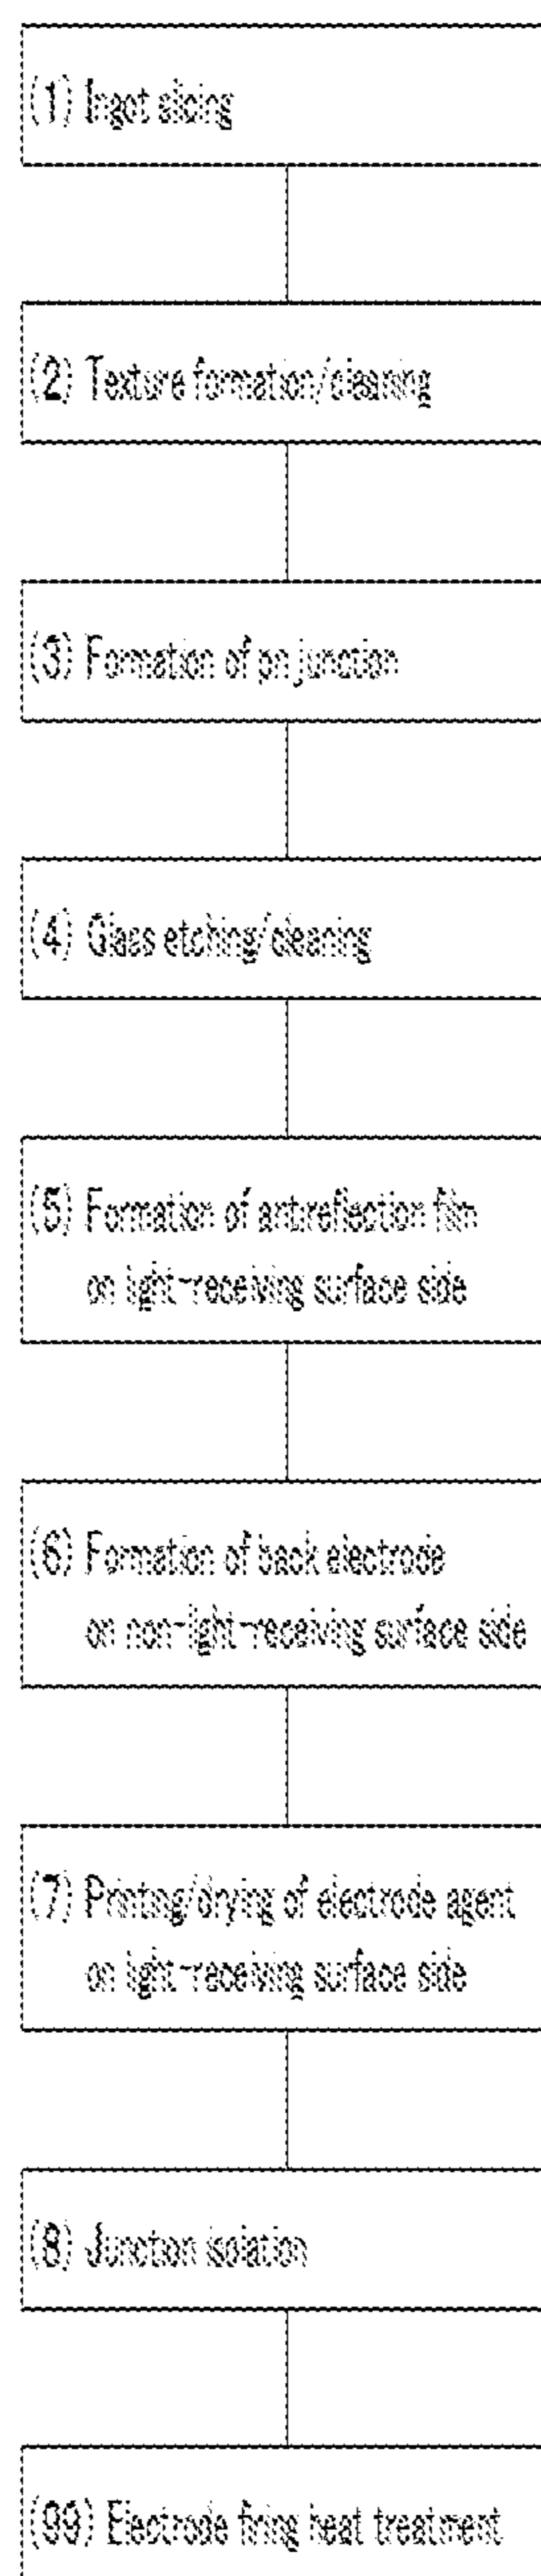 (1) Ingot slicing
(2) Texture formation/cleaning
(3) Formation of pn junction
(4) Glass etching/cleaning
(5) Formation of antireflection film
on light-receiving surface side
(6) Formation of back electrode
on non-light-receiving surface side
(7) Printing/drying of electrode agent
on light-receiving surface side
(8) Junction isolation
(99) Electrode firing heat treatment